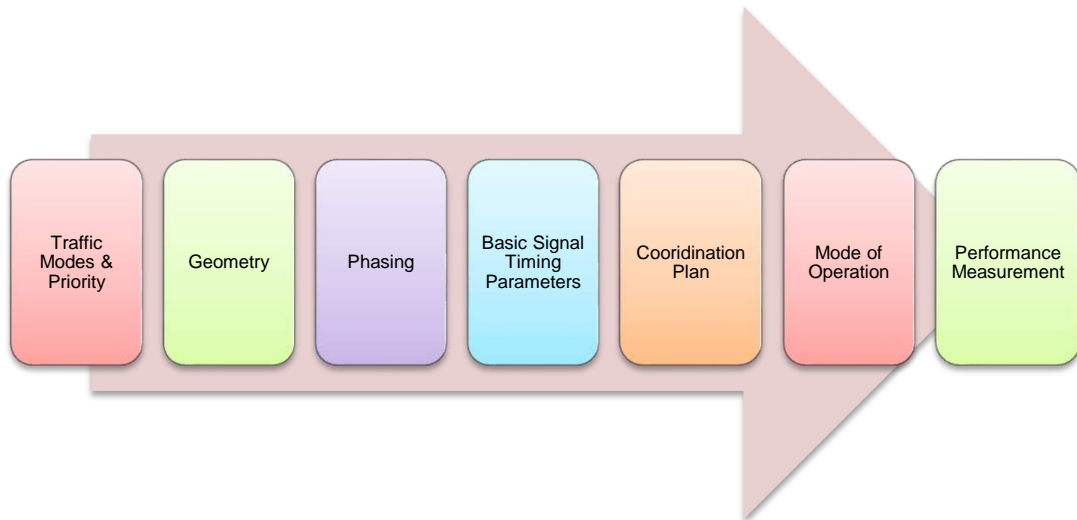 Traffic
Modes &
Priority
Geometry
Phasing
Basic Signal
Timing
Parameters
Cooridination
Plan
Mode of
Operation
Performance
Measurement